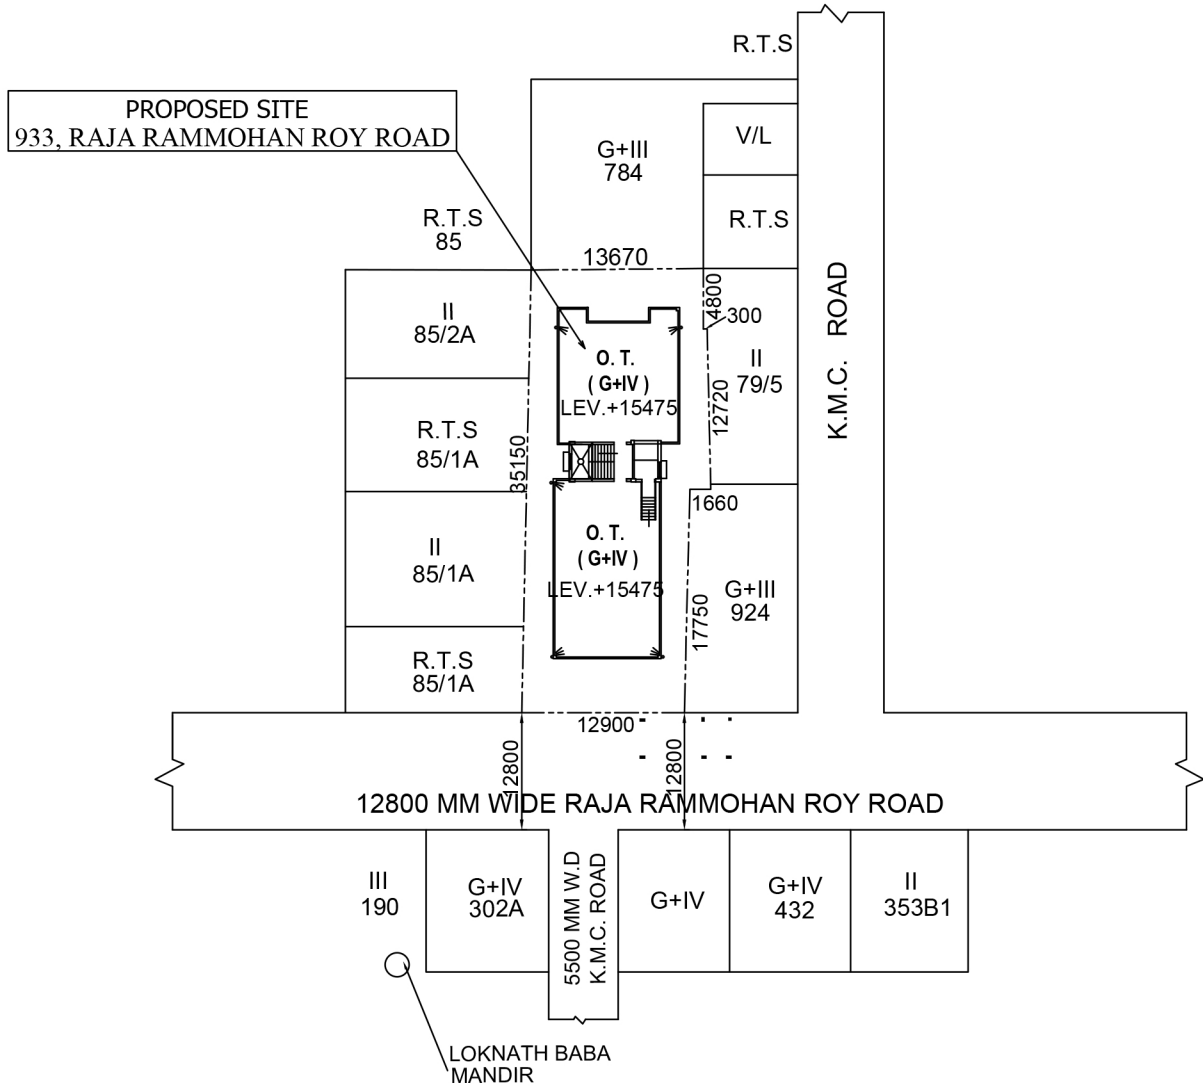 R.T.S
PROPOSED SITE
933, RAJA RAMMOHAN ROY ROAD
G+III
784
V/L
R.T.S
85
R.T.S
13670
4800
300
K.M.C. ROAD
II
85/2A
O. T.
( G+IV )
LEV.+15475
II
79/5
12720
R.T.S
85/1A
35150
1660
II
85/1A
O. T.
( G+IV )
LEV.+15475
G+III
924
17750
R.T.S
85/1A
12900
12800
12800
12800 MM WIDE RAJA RAMMOHAN ROY ROAD
III
190
G+IV
302A
5500 MM W.D
K.M.C. ROAD
G+IV
G+IV
432
II
353B1
LOKNATH BABA
MANDIR